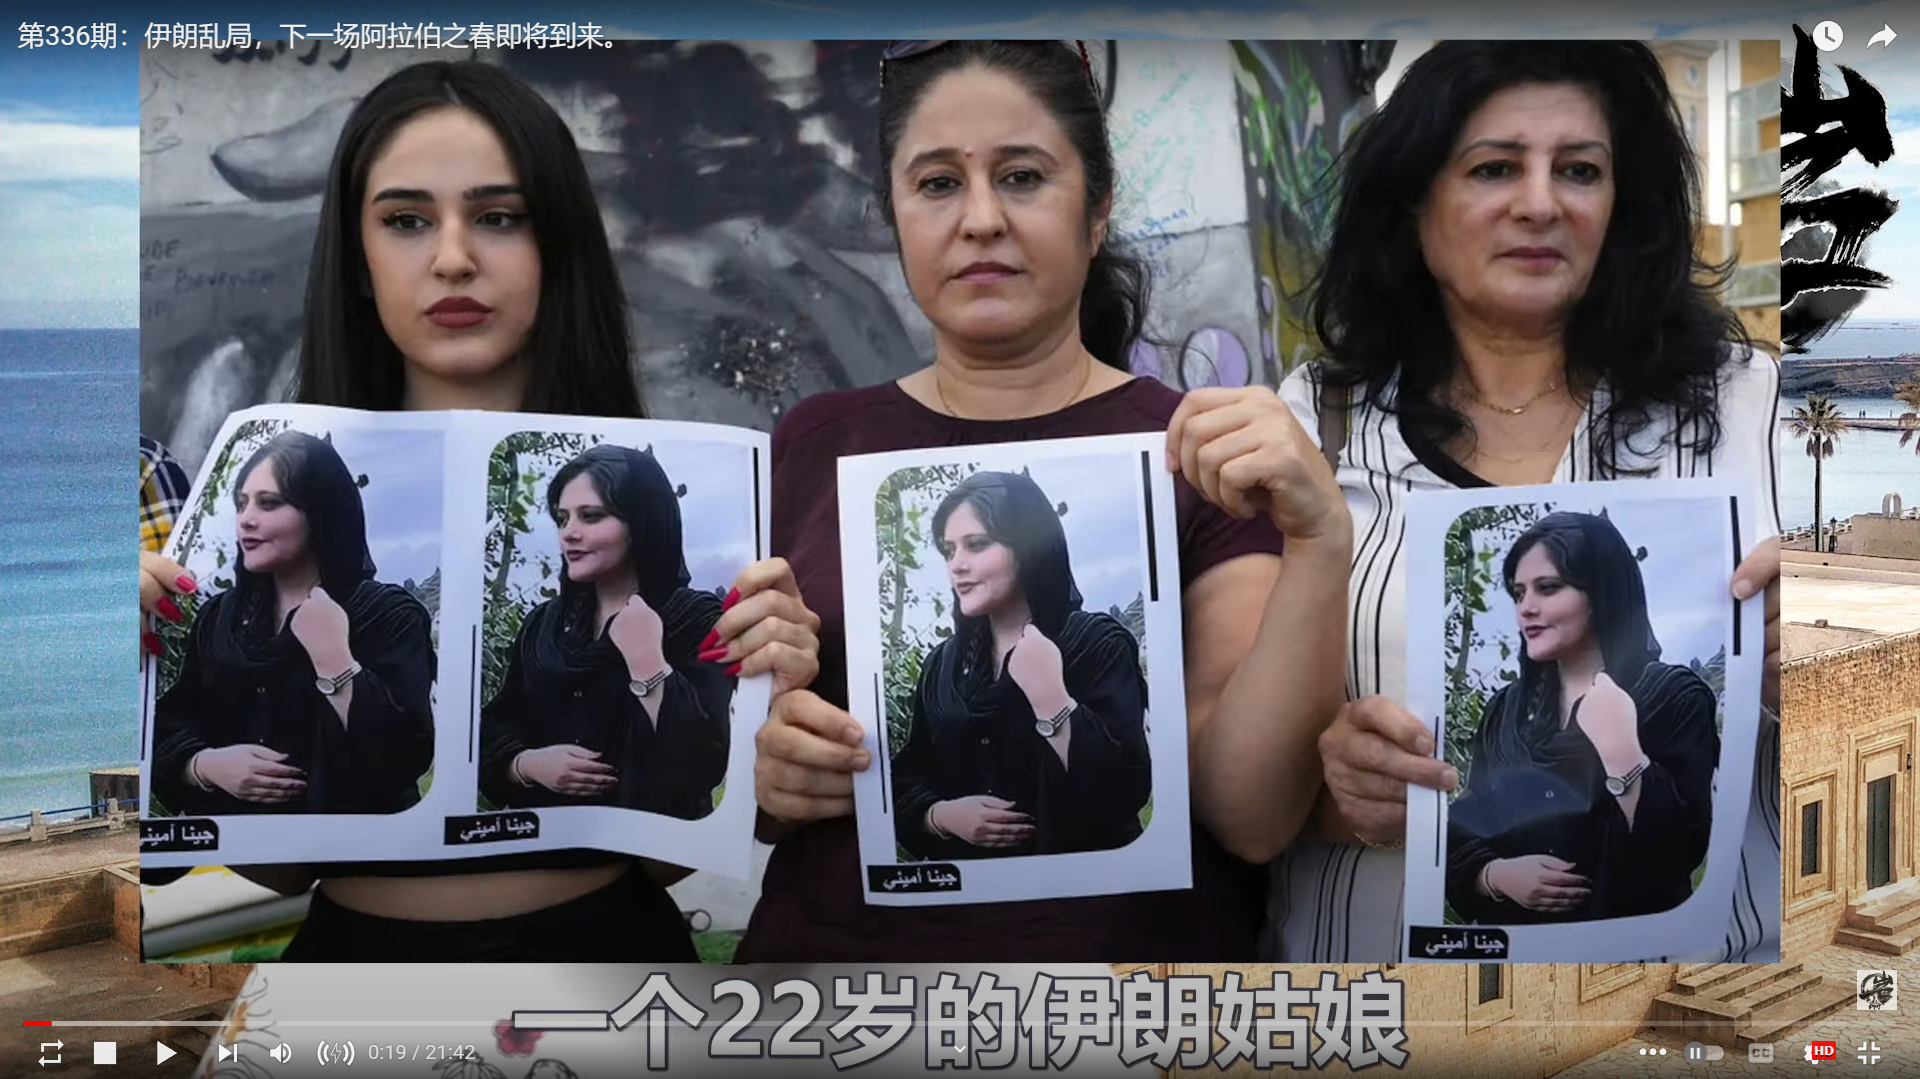 第336期：伊朗乱局，下一场阿拉伯之春即将到来。
جينا أميني
جينا أميني
جينا أميني
جينا أميني
一个22岁的伊朗姑娘
0:19 / 21:42
CC
HD